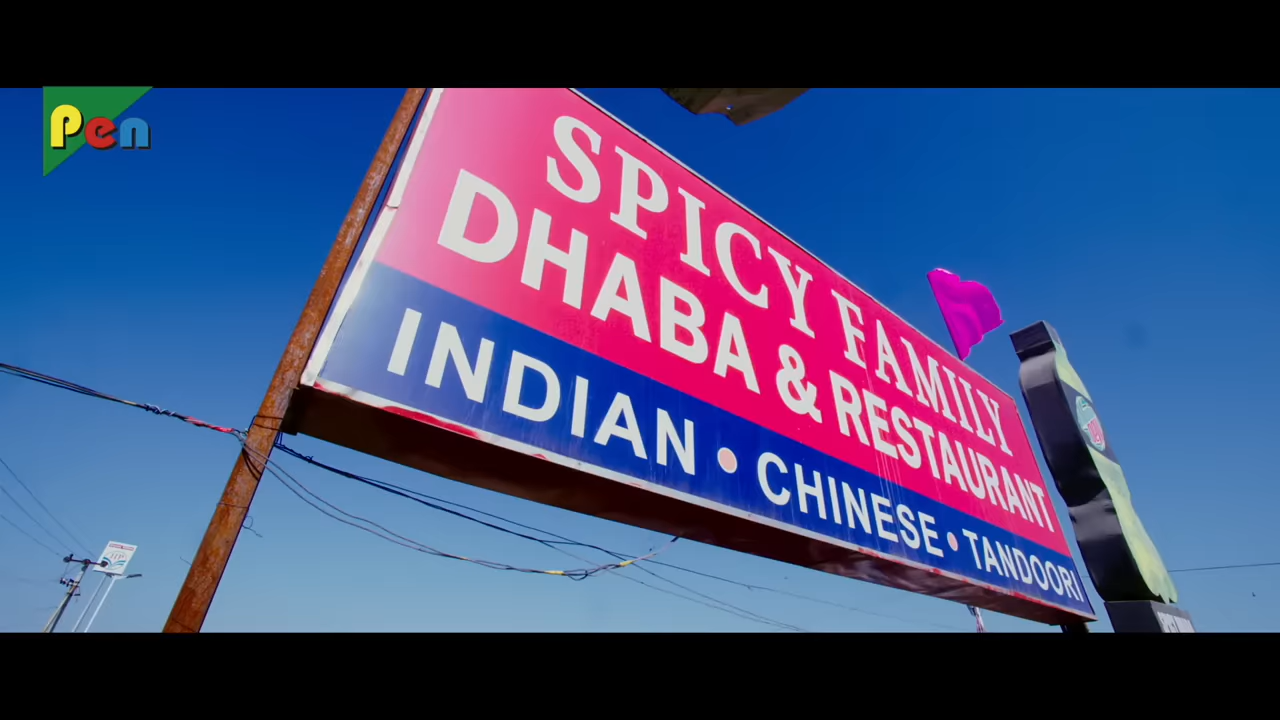 Pen
SPICY FAMILY
DHABA & RESTAURANT
INDIAN • CHINESE • TANDOORI